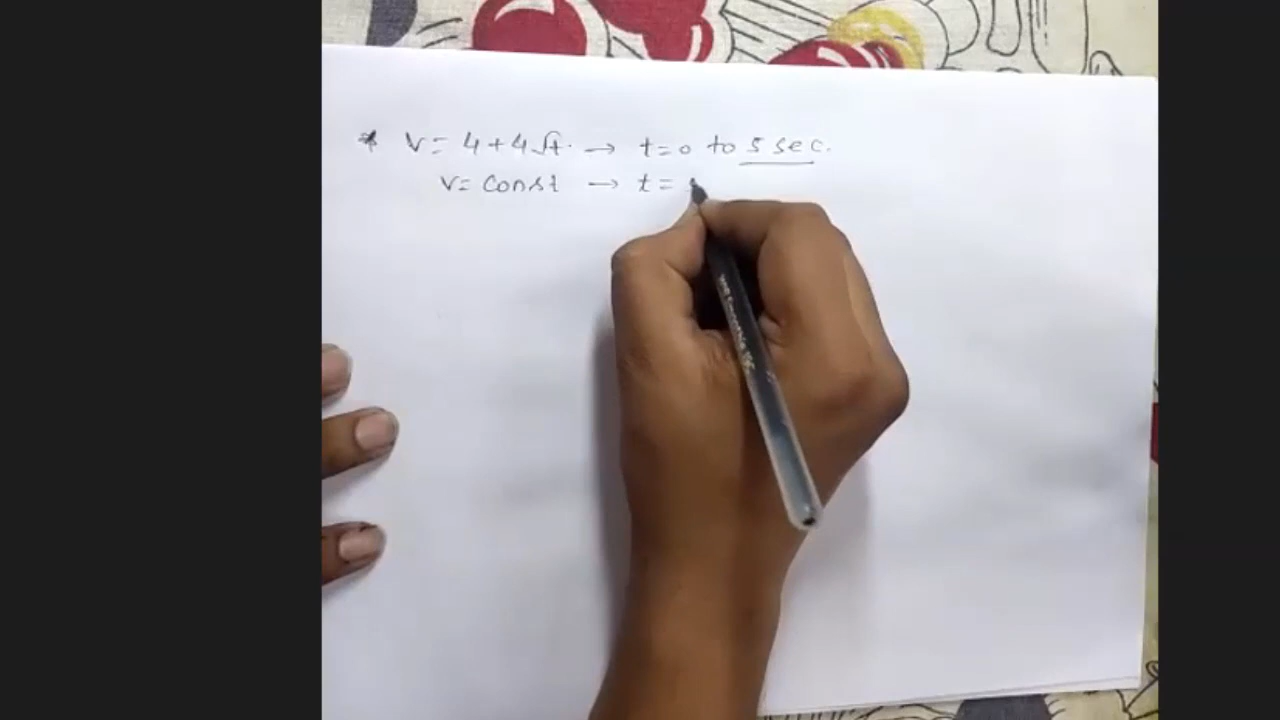 * V = 4 + 4√t. → t = 0 to 5 sec.
V = Const → t =